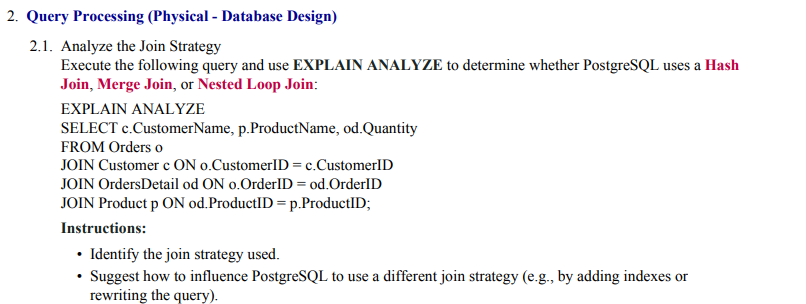 2. Query Processing (Physical - Database Design)
2.1. Analyze the Join Strategy
Execute the following query and use EXPLAIN ANALYZE to determine whether PostgreSQL uses a Hash
Join, Merge Join, or Nested Loop Join:
EXPLAIN ANALYZE
SELECT c.CustomerName, p.ProductName, od.Quantity
FROM Orders o
JOIN Customer c ON o.CustomerID = c.CustomerID
JOIN OrdersDetail od ON o.OrderID = od.OrderID
JOIN Product p ON od.ProductID = p.ProductID;
Instructions:
• Identify the join strategy used.
• Suggest how to influence PostgreSQL to use a different join strategy (e.g., by adding indexes or
rewriting the query).